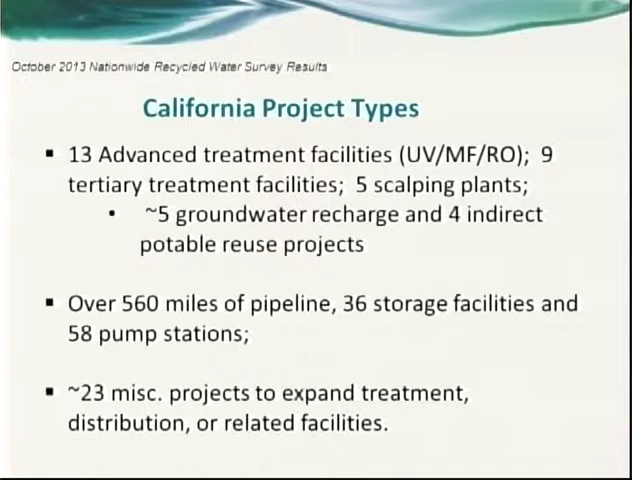 October 2013 Nationwide Recycled Water Survey Results
California Project Types
▪ 13 Advanced treatment facilities (UV/MF/RO); 9
tertiary treatment facilities; 5 scalping plants;
• ~5 groundwater recharge and 4 indirect
potable reuse projects
▪ Over 560 miles of pipeline, 36 storage facilities and
58 pump stations;
▪ ~23 misc. projects to expand treatment,
distribution, or related facilities.